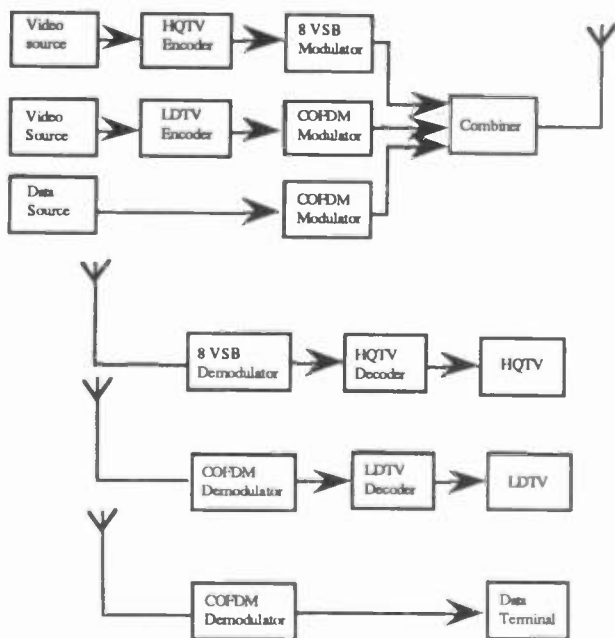 Video
source
HQTV
Encoder
8 VSB
Modulator
Video
Source
LDTV
Encoder
COFDM
Modulator
Combiner
Data
Source
COFDM
Modulator
8 VSB
Demodulator
HQTV
Decoder
HQTV
COFDM
Demodulator
LDTV
Decoder
LDTV
COFDM
Demodulator
Data
Terminal